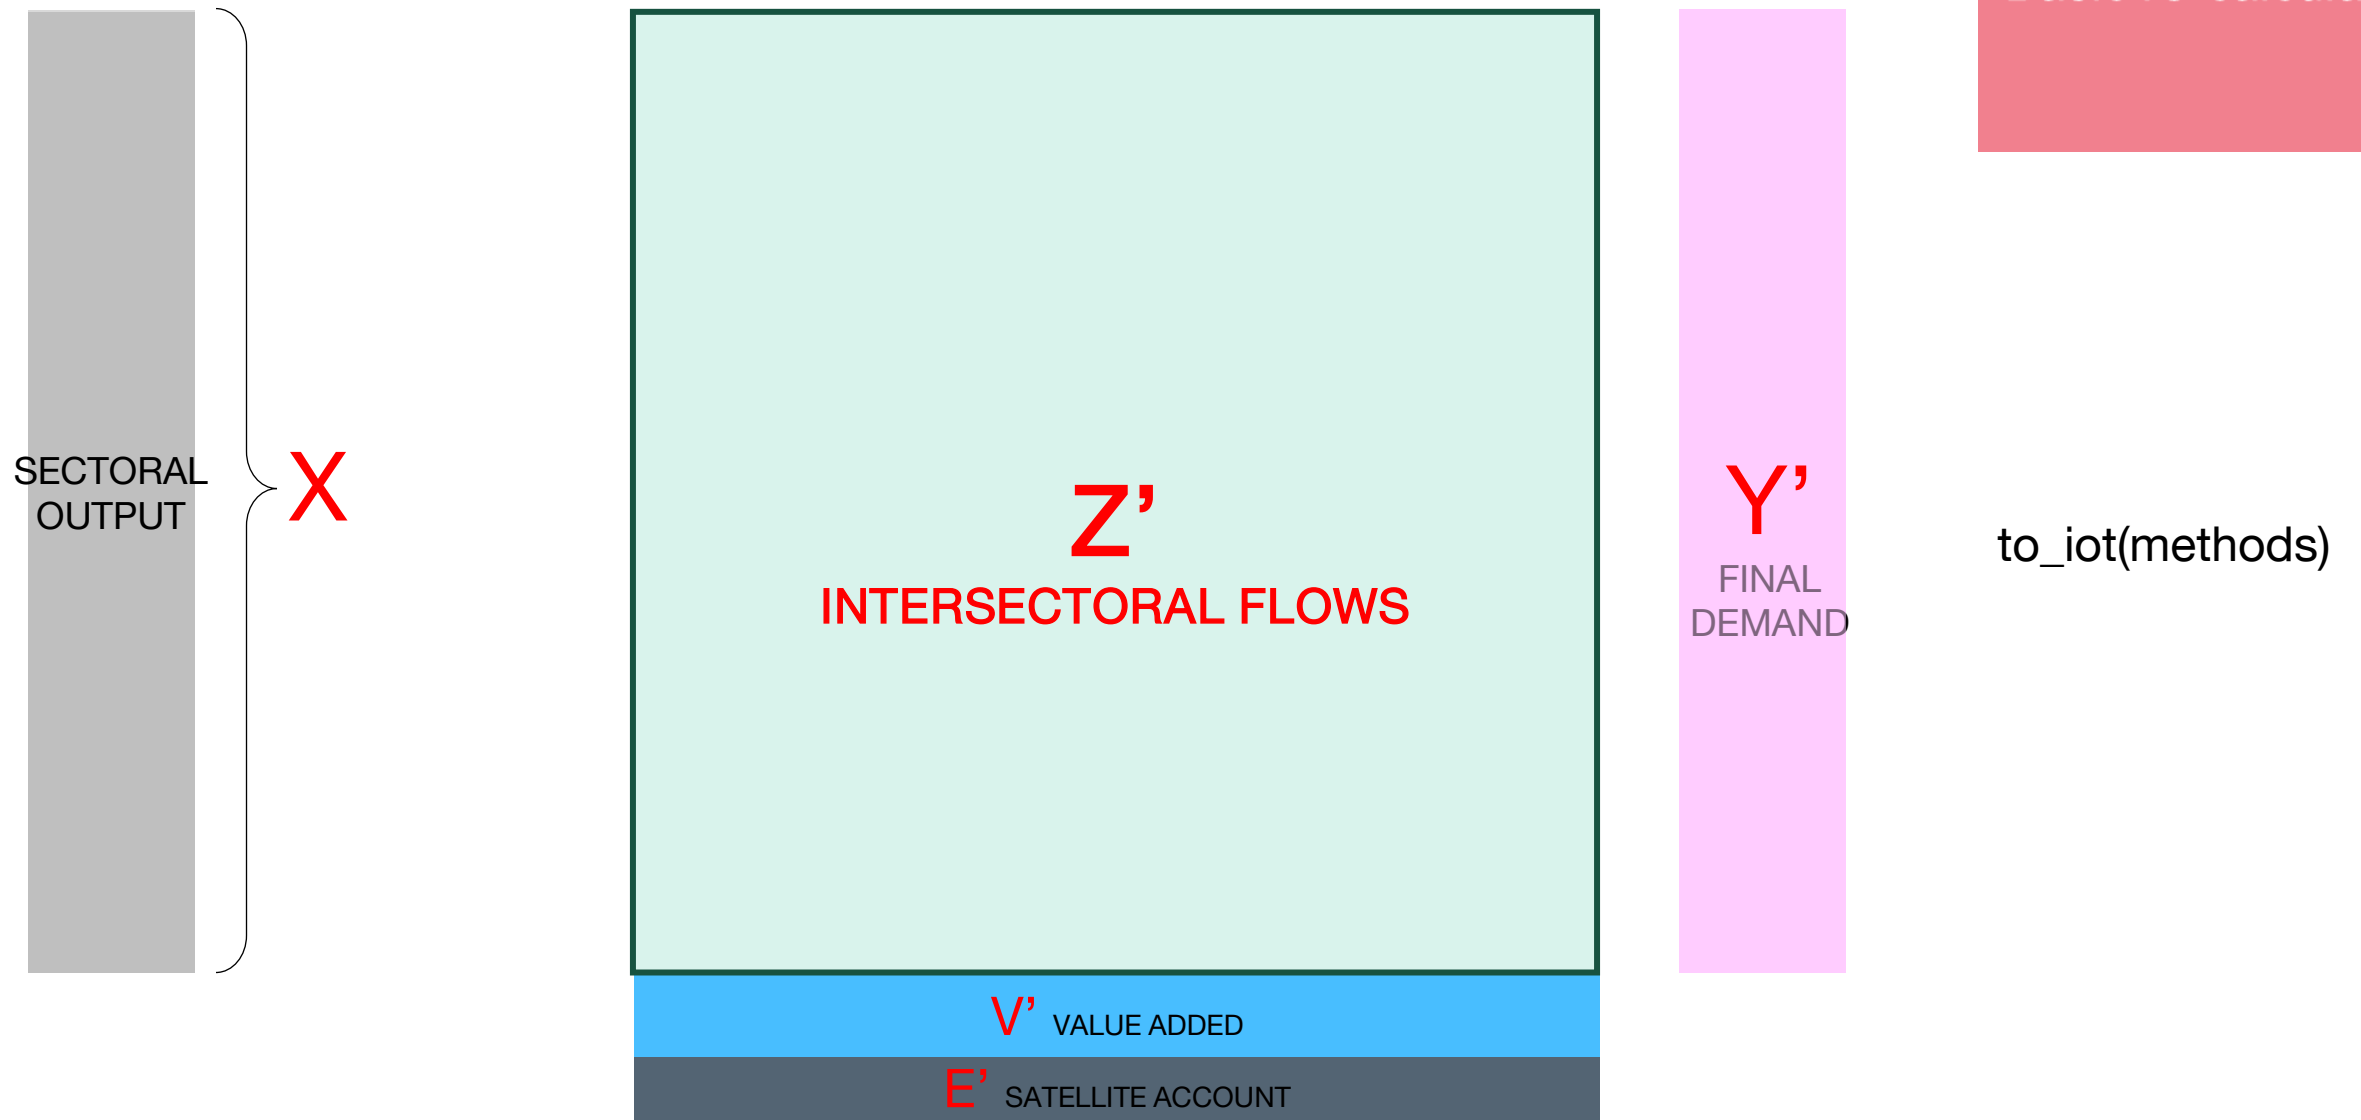 SECTORAL
OUTPUT
X
Z’
INTERSECTORAL FLOWS
Y’
FINAL
DEMAND
to_iot(methods)
V’ VALUE ADDED
E’ SATELLITE ACCOUNT